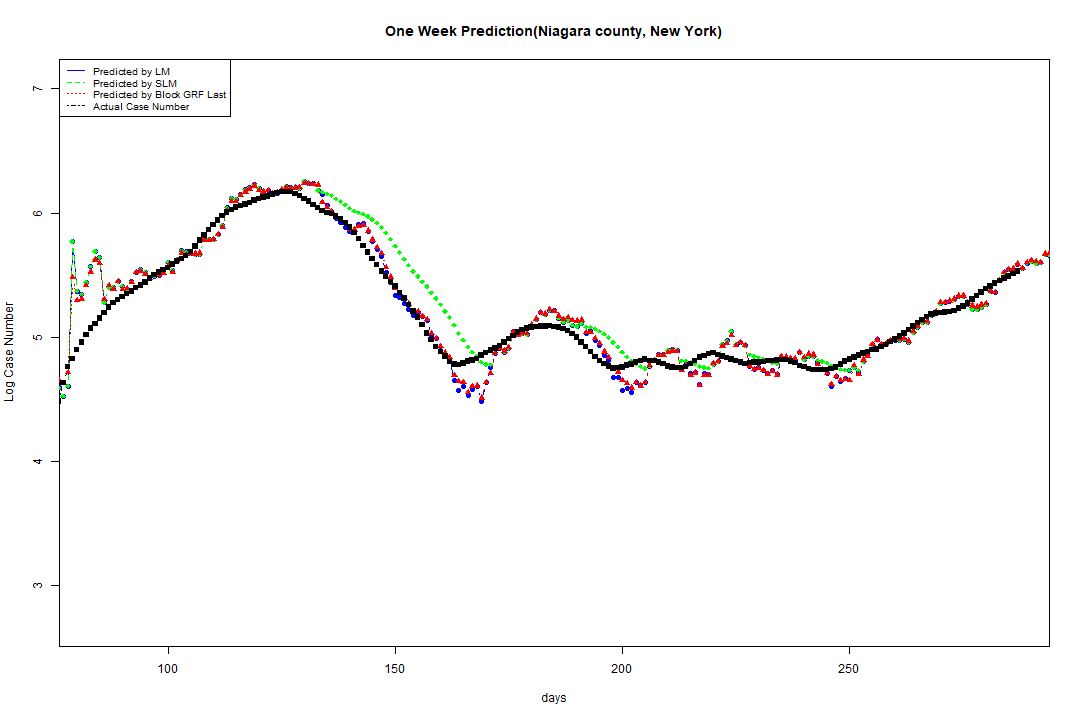 One Week Prediction(Niagara county, New York)
Predicted by LM
Predicted by SLM
Predicted by Block GRF Last
Actual Case Number
7
6
5
4
3
Log Case Number
100 150 200 250
days